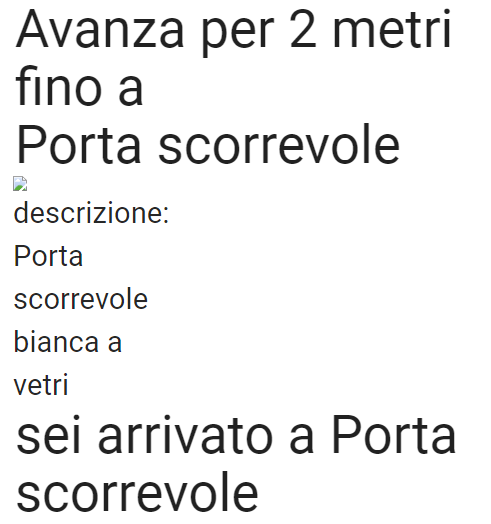 Avanza per 2 metri
fino a
Porta scorrevole
descrizione:
Porta
scorrevole
bianca a
vetri
sei arrivato a Porta
scorrevole